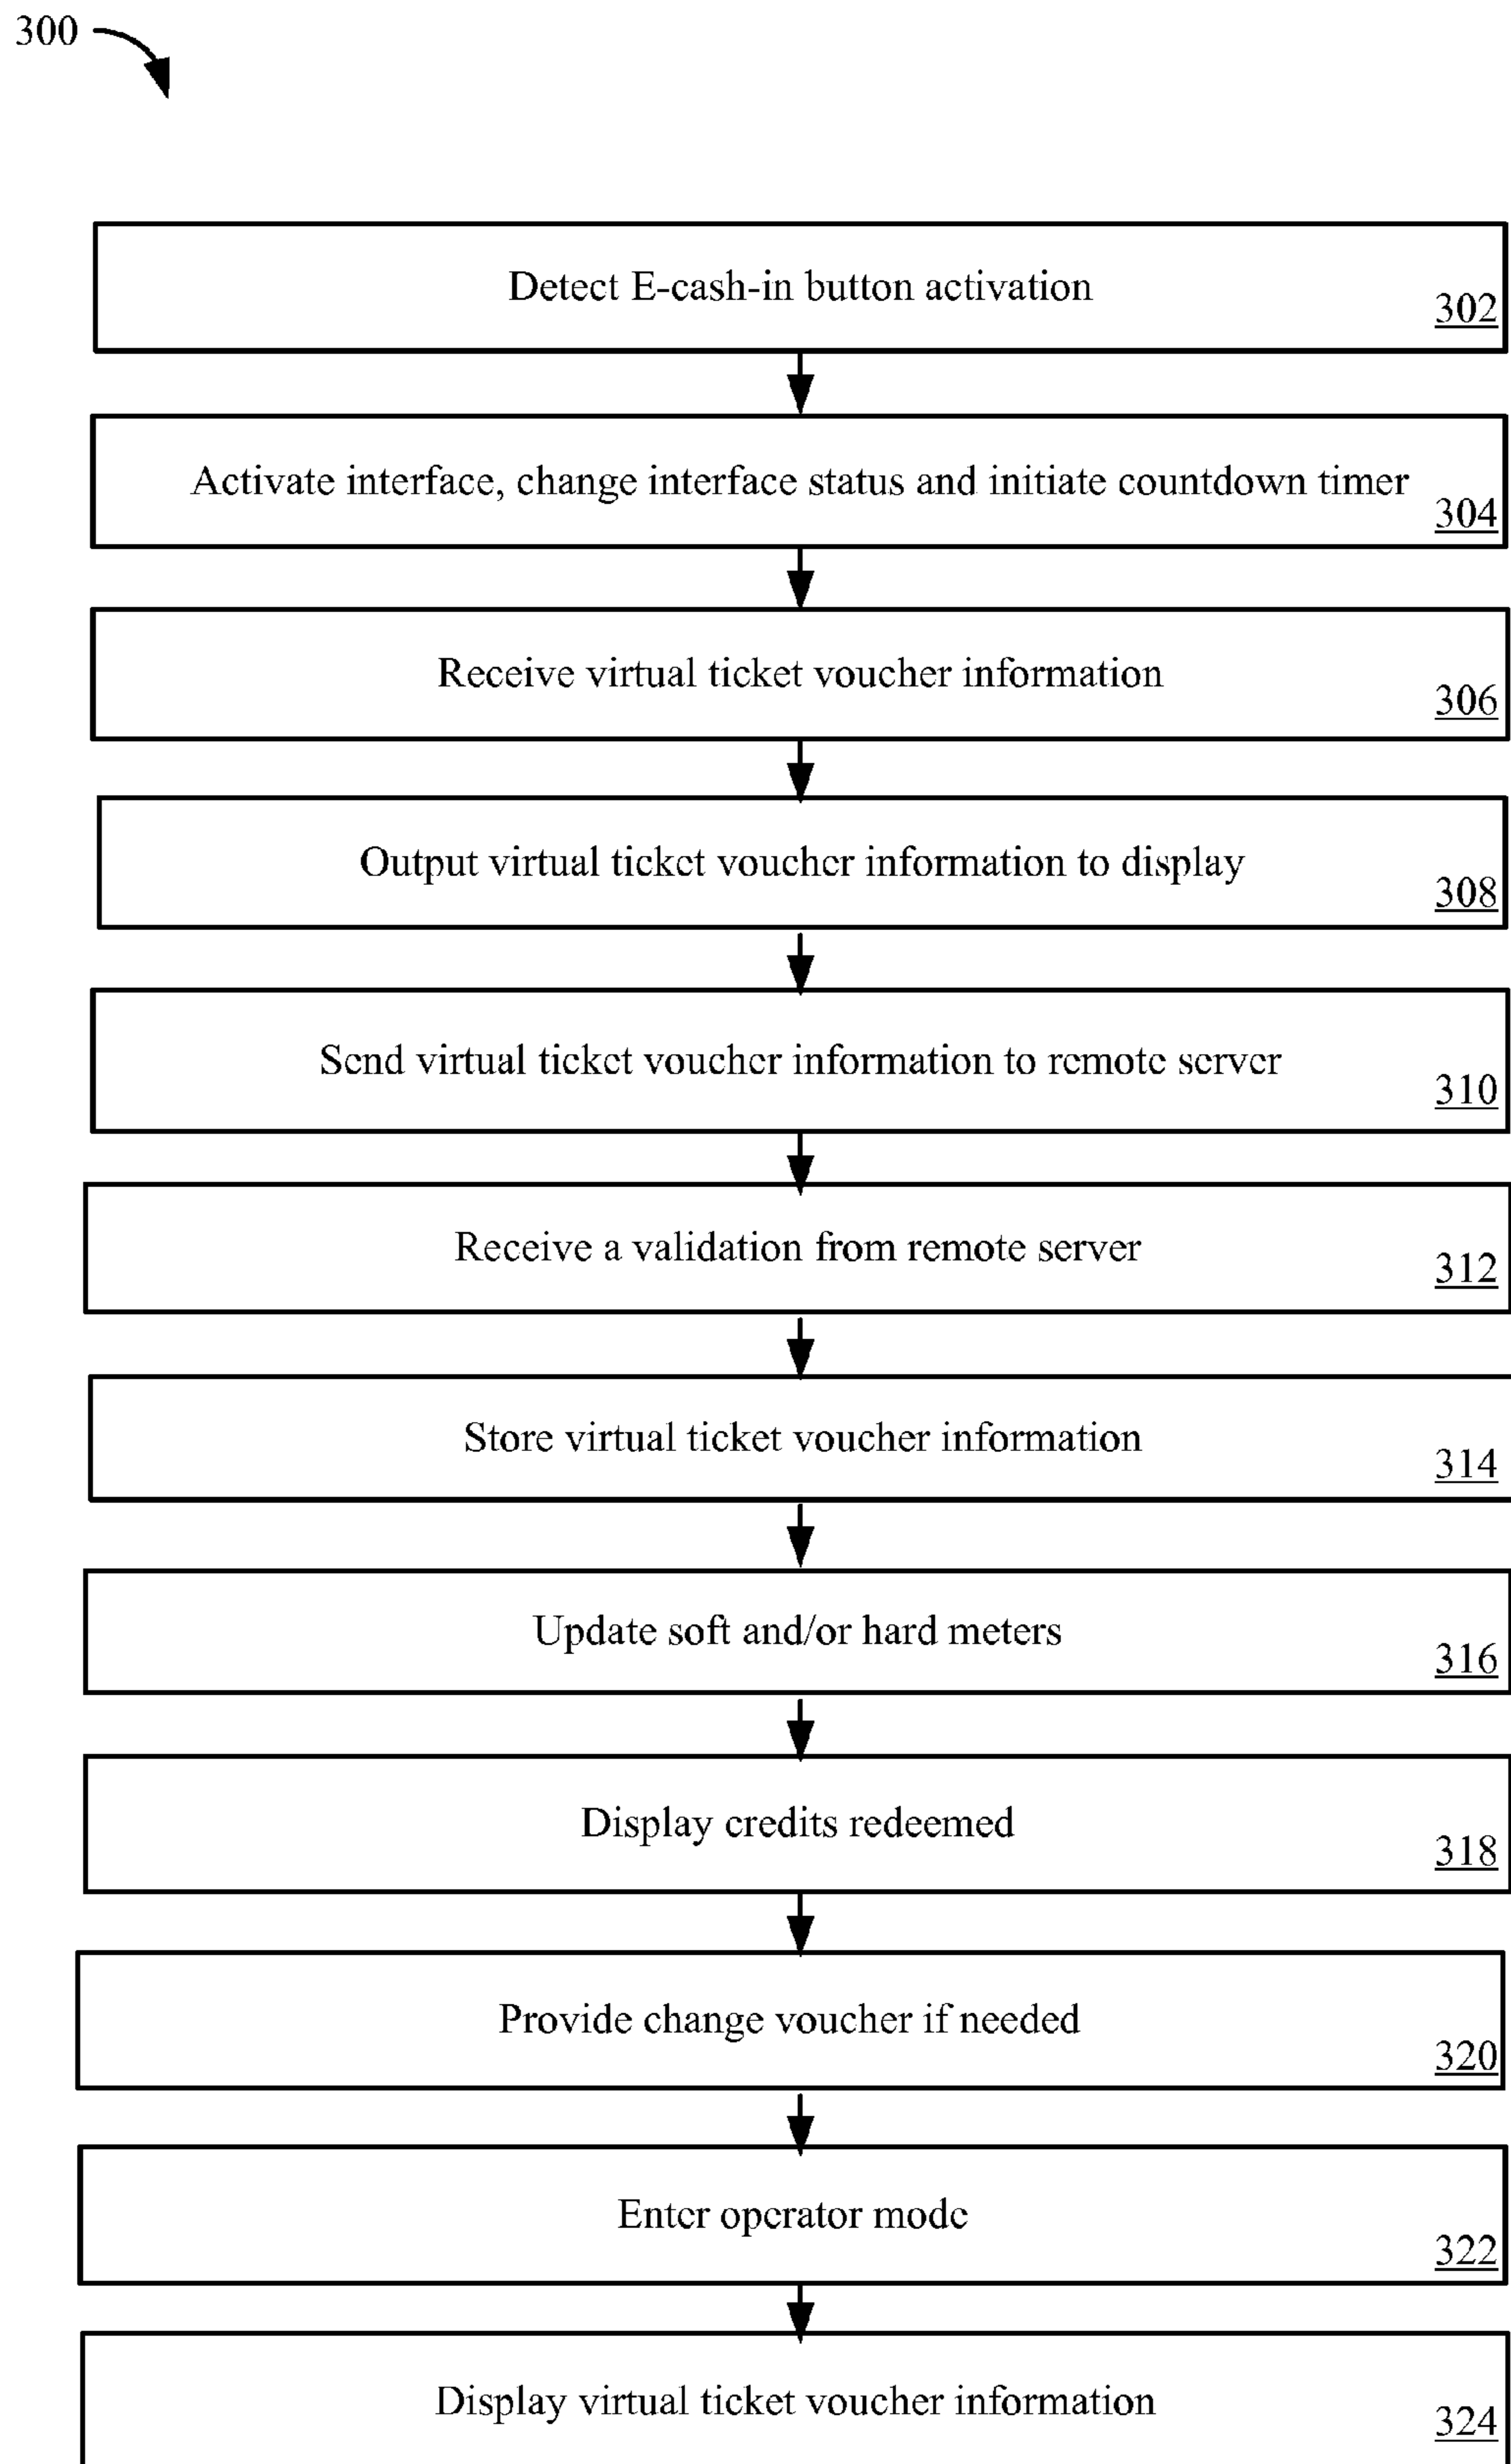 300
Detect E-cash-in button activation
302
Activate interface, change interface status and initiate countdown timer
304
Receive virtual ticket voucher information
306
Output virtual ticket voucher information to display
308
Send virtual ticket voucher information to remote server
310
Receive a validation from remote server
312
Store virtual ticket voucher information
314
Update soft and/or hard meters
316
Display credits redeemed
318
Provide change voucher if needed
320
Enter operator mode
322
Display virtual ticket voucher information
324